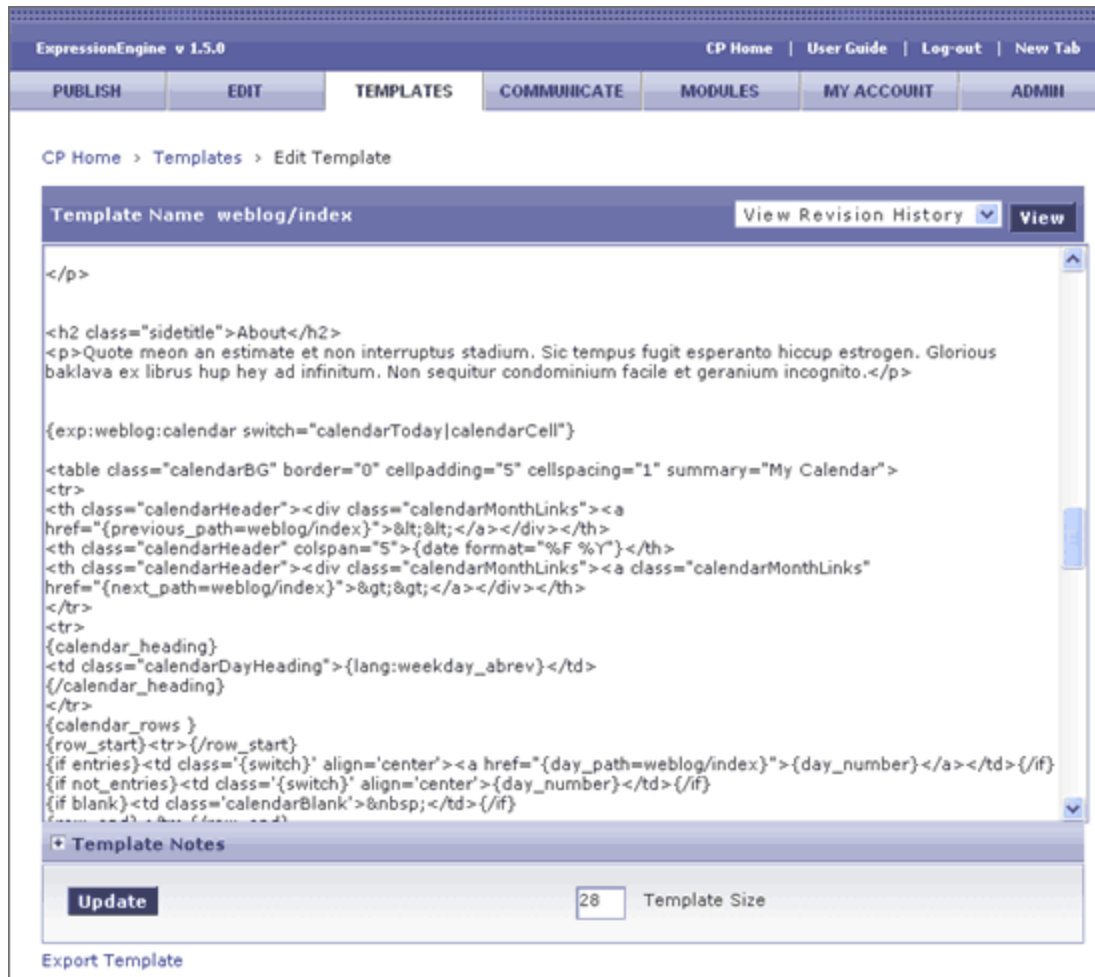 ExpressionEngine v 1.5.0
CP Home | User Guide | Log-out | New Tab
PUBLISH EDIT TEMPLATES COMMUNICATE MODULES MY ACCOUNT ADMIN
CP Home > Templates > Edit Template
Template Name weblog/index
View Revision History View
</p>
<h2 class="sidetitle">About</h2>
<p>Quote meon an estimate et non interruptus stadium. Sic tempus fugit esperanto hiccup estrogen. Glorious
baklava ex librus hup hey ad infinitum. Non sequitur condominium facile et geranium incognito.</p>
{exp:weblog:calendar switch="calendarToday|calendarCell"}
<table class="calendarBG" border="0" cellpadding="5" cellspacing="1" summary="My Calendar">
<tr>
<th class="calendarHeader"><div class="calendarMonthLinks"><a
href="{previous_path=weblog/index}">&lt;&lt;</a></div></th>
<th class="calendarHeader" colspan="5">{date format="%F %Y"}</th>
<th class="calendarHeader"><div class="calendarMonthLinks"><a class="calendarMonthLinks"
href="{next_path=weblog/index}">&gt;&gt;</a></div></th>
</tr>
<tr>
{calendar_heading}
<td class="calendarDayHeading">{lang:weekday_abrev}</td>
{/calendar_heading}
</tr>
{calendar_rows }
{row_start}<tr>{/row_start}
{if entries}<td class='{switch}' align='center'><a href="{day_path=weblog/index}">{day_number}</a></td>{/if}
{if not_entries}<td class='{switch}' align='center'>{day_number}</td>{/if}
{if blank}<td class='calendarBlank'>&nbsp;</td>{/if}
Template Notes
Update 28 Template Size
Export Template